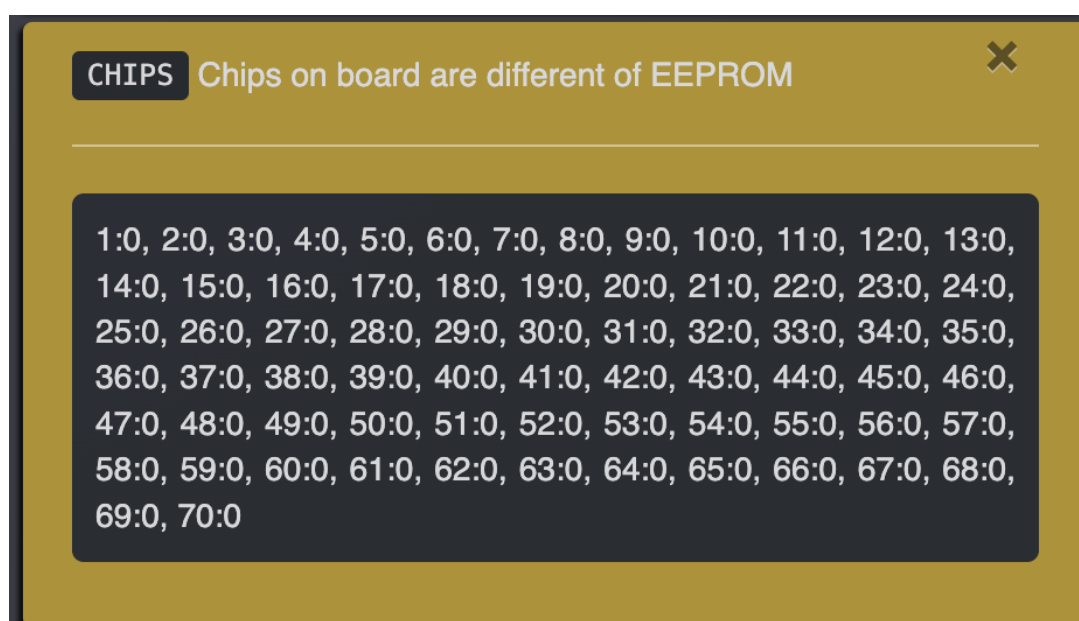 CHIPS Chips on board are different of EEPROM
1:0, 2:0, 3:0, 4:0, 5:0, 6:0, 7:0, 8:0, 9:0, 10:0, 11:0, 12:0, 13:0,
14:0, 15:0, 16:0, 17:0, 18:0, 19:0, 20:0, 21:0, 22:0, 23:0, 24:0,
25:0, 26:0, 27:0, 28:0, 29:0, 30:0, 31:0, 32:0, 33:0, 34:0, 35:0,
36:0, 37:0, 38:0, 39:0, 40:0, 41:0, 42:0, 43:0, 44:0, 45:0, 46:0,
47:0, 48:0, 49:0, 50:0, 51:0, 52:0, 53:0, 54:0, 55:0, 56:0, 57:0,
58:0, 59:0, 60:0, 61:0, 62:0, 63:0, 64:0, 65:0, 66:0, 67:0, 68:0,
69:0, 70:0